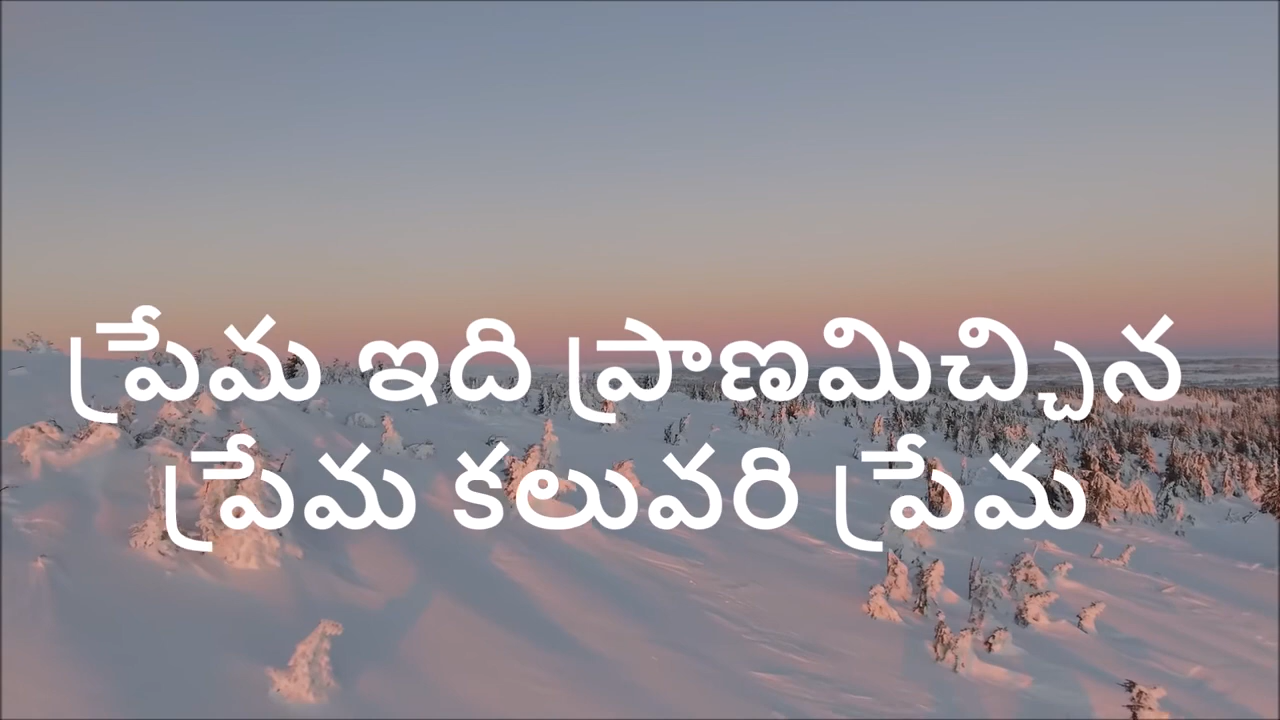 ప్రేమ ఇది ప్రాణమిచ్చిన
ప్రేమ కలువరి ప్రేమ